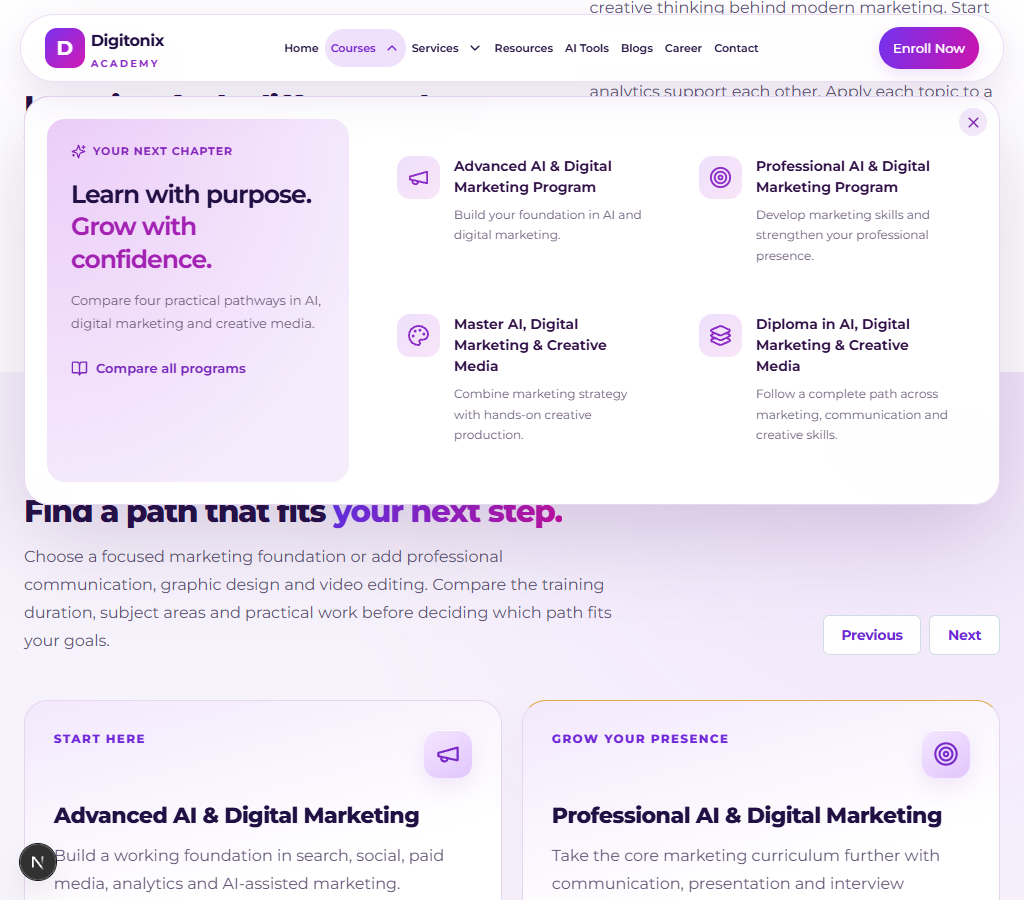 creative thinking behind modern marketing. Start
D
Digitonix
ACADEMY
Home
Courses
Services
Resources
AI Tools
Blogs
Career
Contact
Enroll Now
analytics support each other. Apply each topic to a
YOUR NEXT CHAPTER
Learn with purpose.
Grow with
confidence.
Compare four practical pathways in AI,
digital marketing and creative media.
Compare all programs
Advanced AI & Digital
Marketing Program
Build your foundation in AI and
digital marketing.
Professional AI & Digital
Marketing Program
Develop marketing skills and
strengthen your professional
presence.
Master AI, Digital
Marketing & Creative
Media
Combine marketing strategy
with hands-on creative
production.
Diploma in AI, Digital
Marketing & Creative
Media
Follow a complete path across
marketing, communication and
creative skills.
Find a path that fits your next step.
Choose a focused marketing foundation or add professional
communication, graphic design and video editing. Compare the training
duration, subject areas and practical work before deciding which path fits
your goals.
Previous
Next
START HERE
Advanced AI & Digital Marketing
Build a working foundation in search, social, paid
media, analytics and AI-assisted marketing.
GROW YOUR PRESENCE
Professional AI & Digital Marketing
Take the core marketing curriculum further with
communication, presentation and interview
N